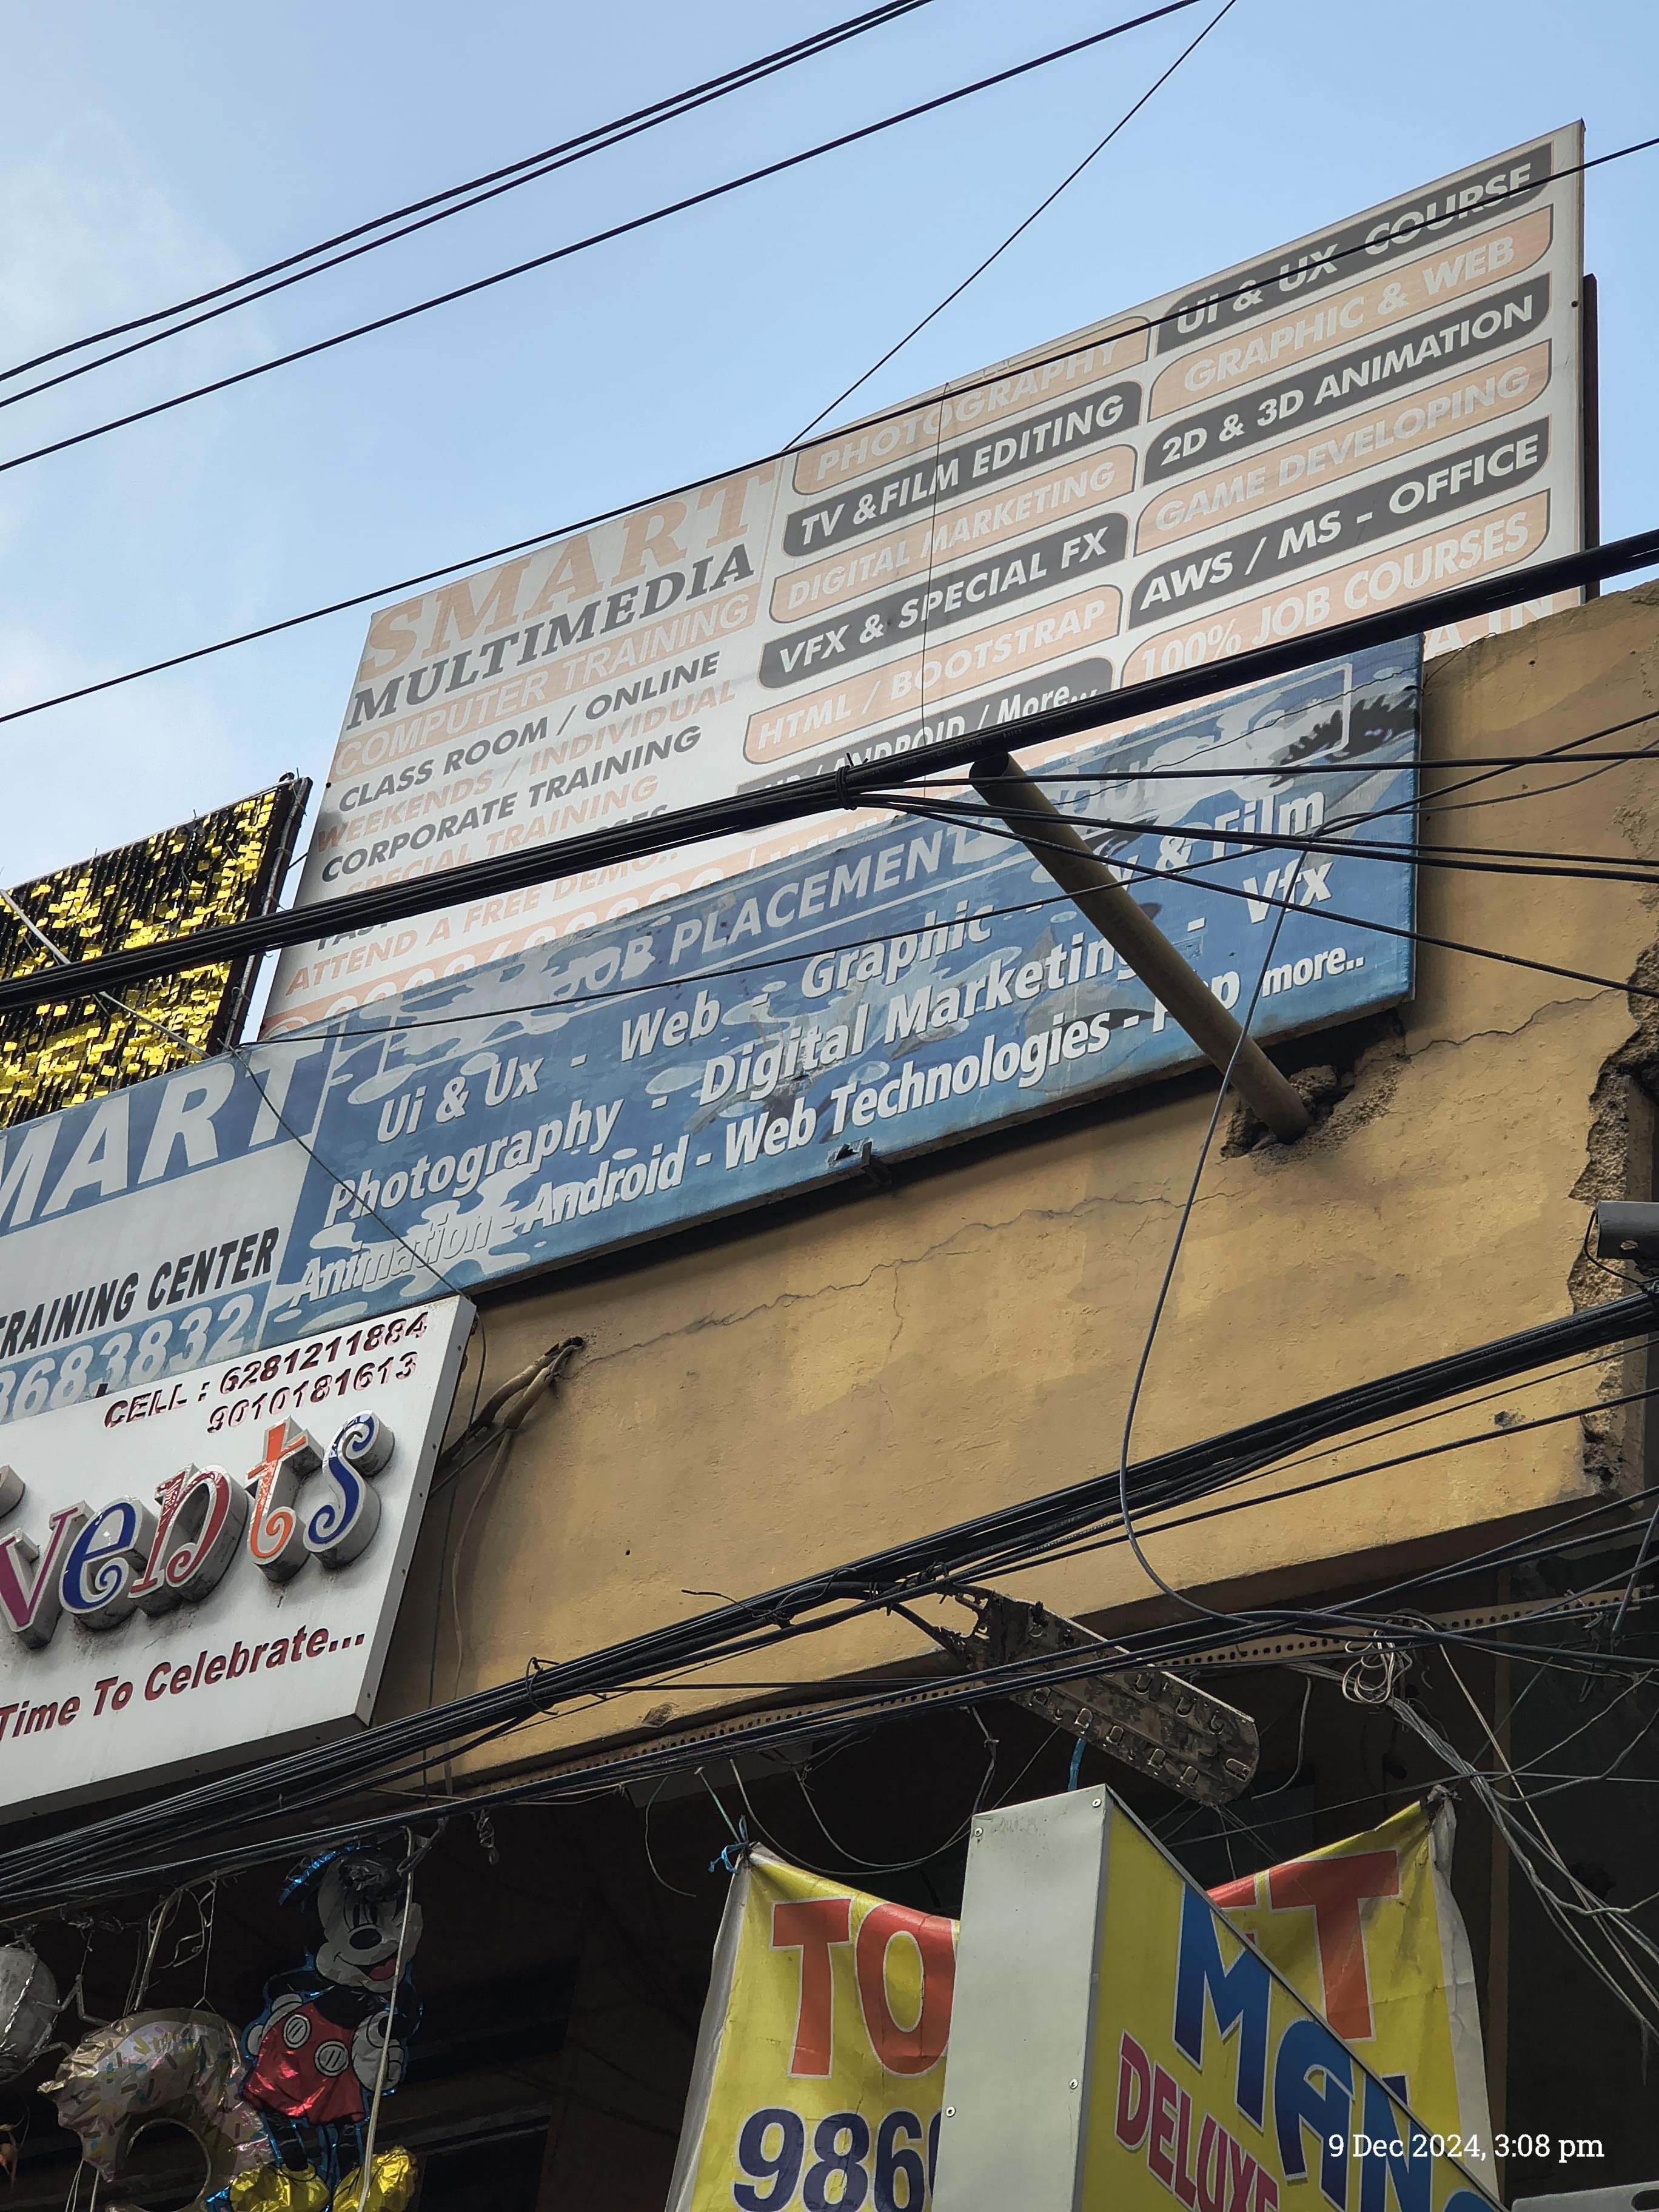 SMART
MULTIMEDIA
COMPUTER TRAINING
CLASS ROOM / ONLINE
WEEKENDS / INDIVIDUAL
CORPORATE TRAINING
SPECIAL TRAINING
ATTEND A FREE DEMO..
PHOTOGRAPHY
TV &FILM EDITING
DIGITAL MARKETING
VFX & SPECIAL FX
HTML / BOOTSTRAP
/ ANDROID / More...
UI & UX COURSE
GRAPHIC & WEB
2D & 3D ANIMATION
GAME DEVELOPING
AWS / MS - OFFICE
100% JOB COURSES
A.IN
MART
TRAINING CENTER
3683832
JOB PLACEMENT
Ui & Ux - Web - Graphic - & Film
Photography - Digital Marketing - Vfx
Animation - Android - Web Technologies - more..
CELL : 6281211884
9010181613
vents
Time To Celebrate...
TO
T
986
MAN
DELUXE
9 Dec 2024, 3:08 pm